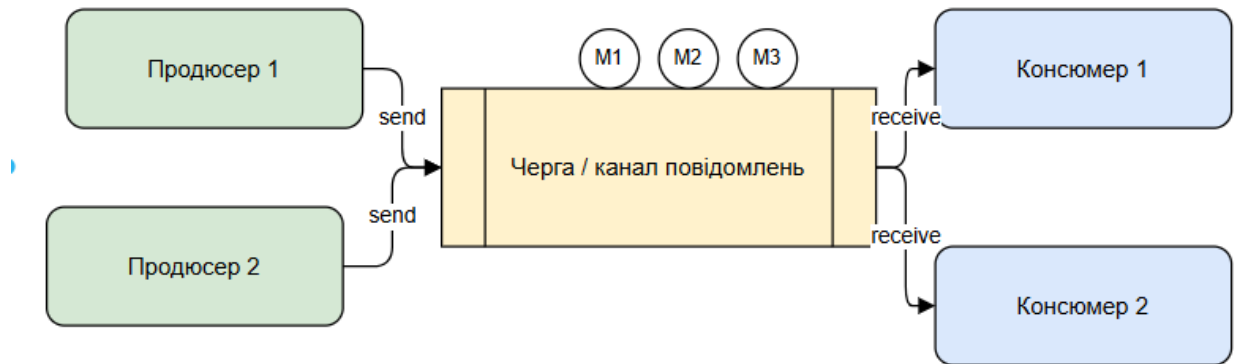 Продюсер 1
M1 M2 M3
Консюмер 1
send
receive
Черга / канал повідомлень
send
receive
Продюсер 2
Консюмер 2